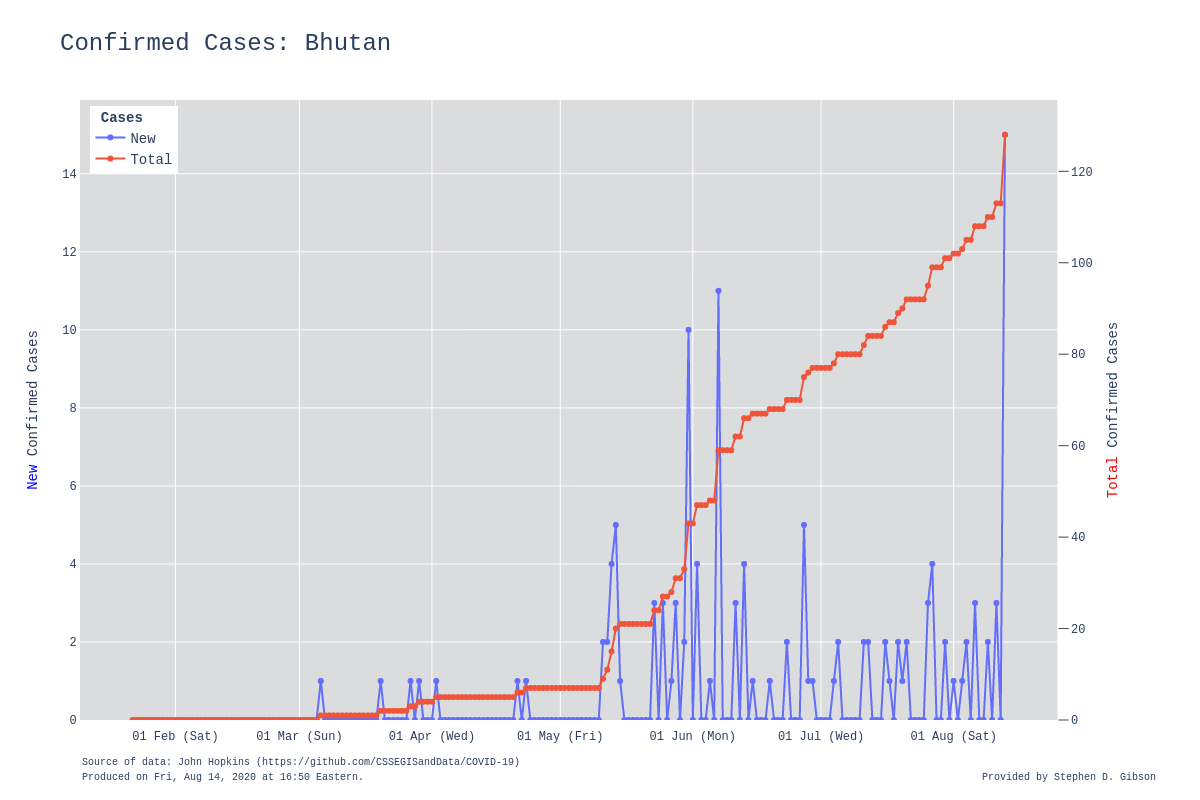 Confirmed Cases: Bhutan
Cases
New
Total
14
12
10
8
6
4
2
0
120
100
80
60
40
20
0
New Confirmed Cases
Total Confirmed Cases
01 Feb (Sat)
01 Mar (Sun)
01 Apr (Wed)
01 May (Fri)
01 Jun (Mon)
01 Jul (Wed)
01 Aug (Sat)
Source of data: John Hopkins (https://github.com/CSSEGISandData/COVID-19)
Produced on Fri, Aug 14, 2020 at 16:50 Eastern.
Provided by Stephen D. Gibson